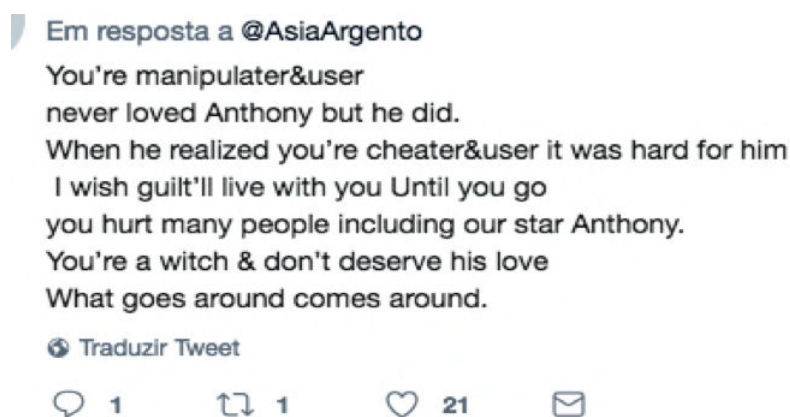 Em resposta a @AsiaArgento
You're manipulater&user
never loved Anthony but he did.
When he realized you're cheater&user it was hard for him
I wish guilt'll live with you Until you go
you hurt many people including our star Anthony.
You're a witch & don't deserve his love
What goes around comes around.
Traduzir Tweet
1 1 21